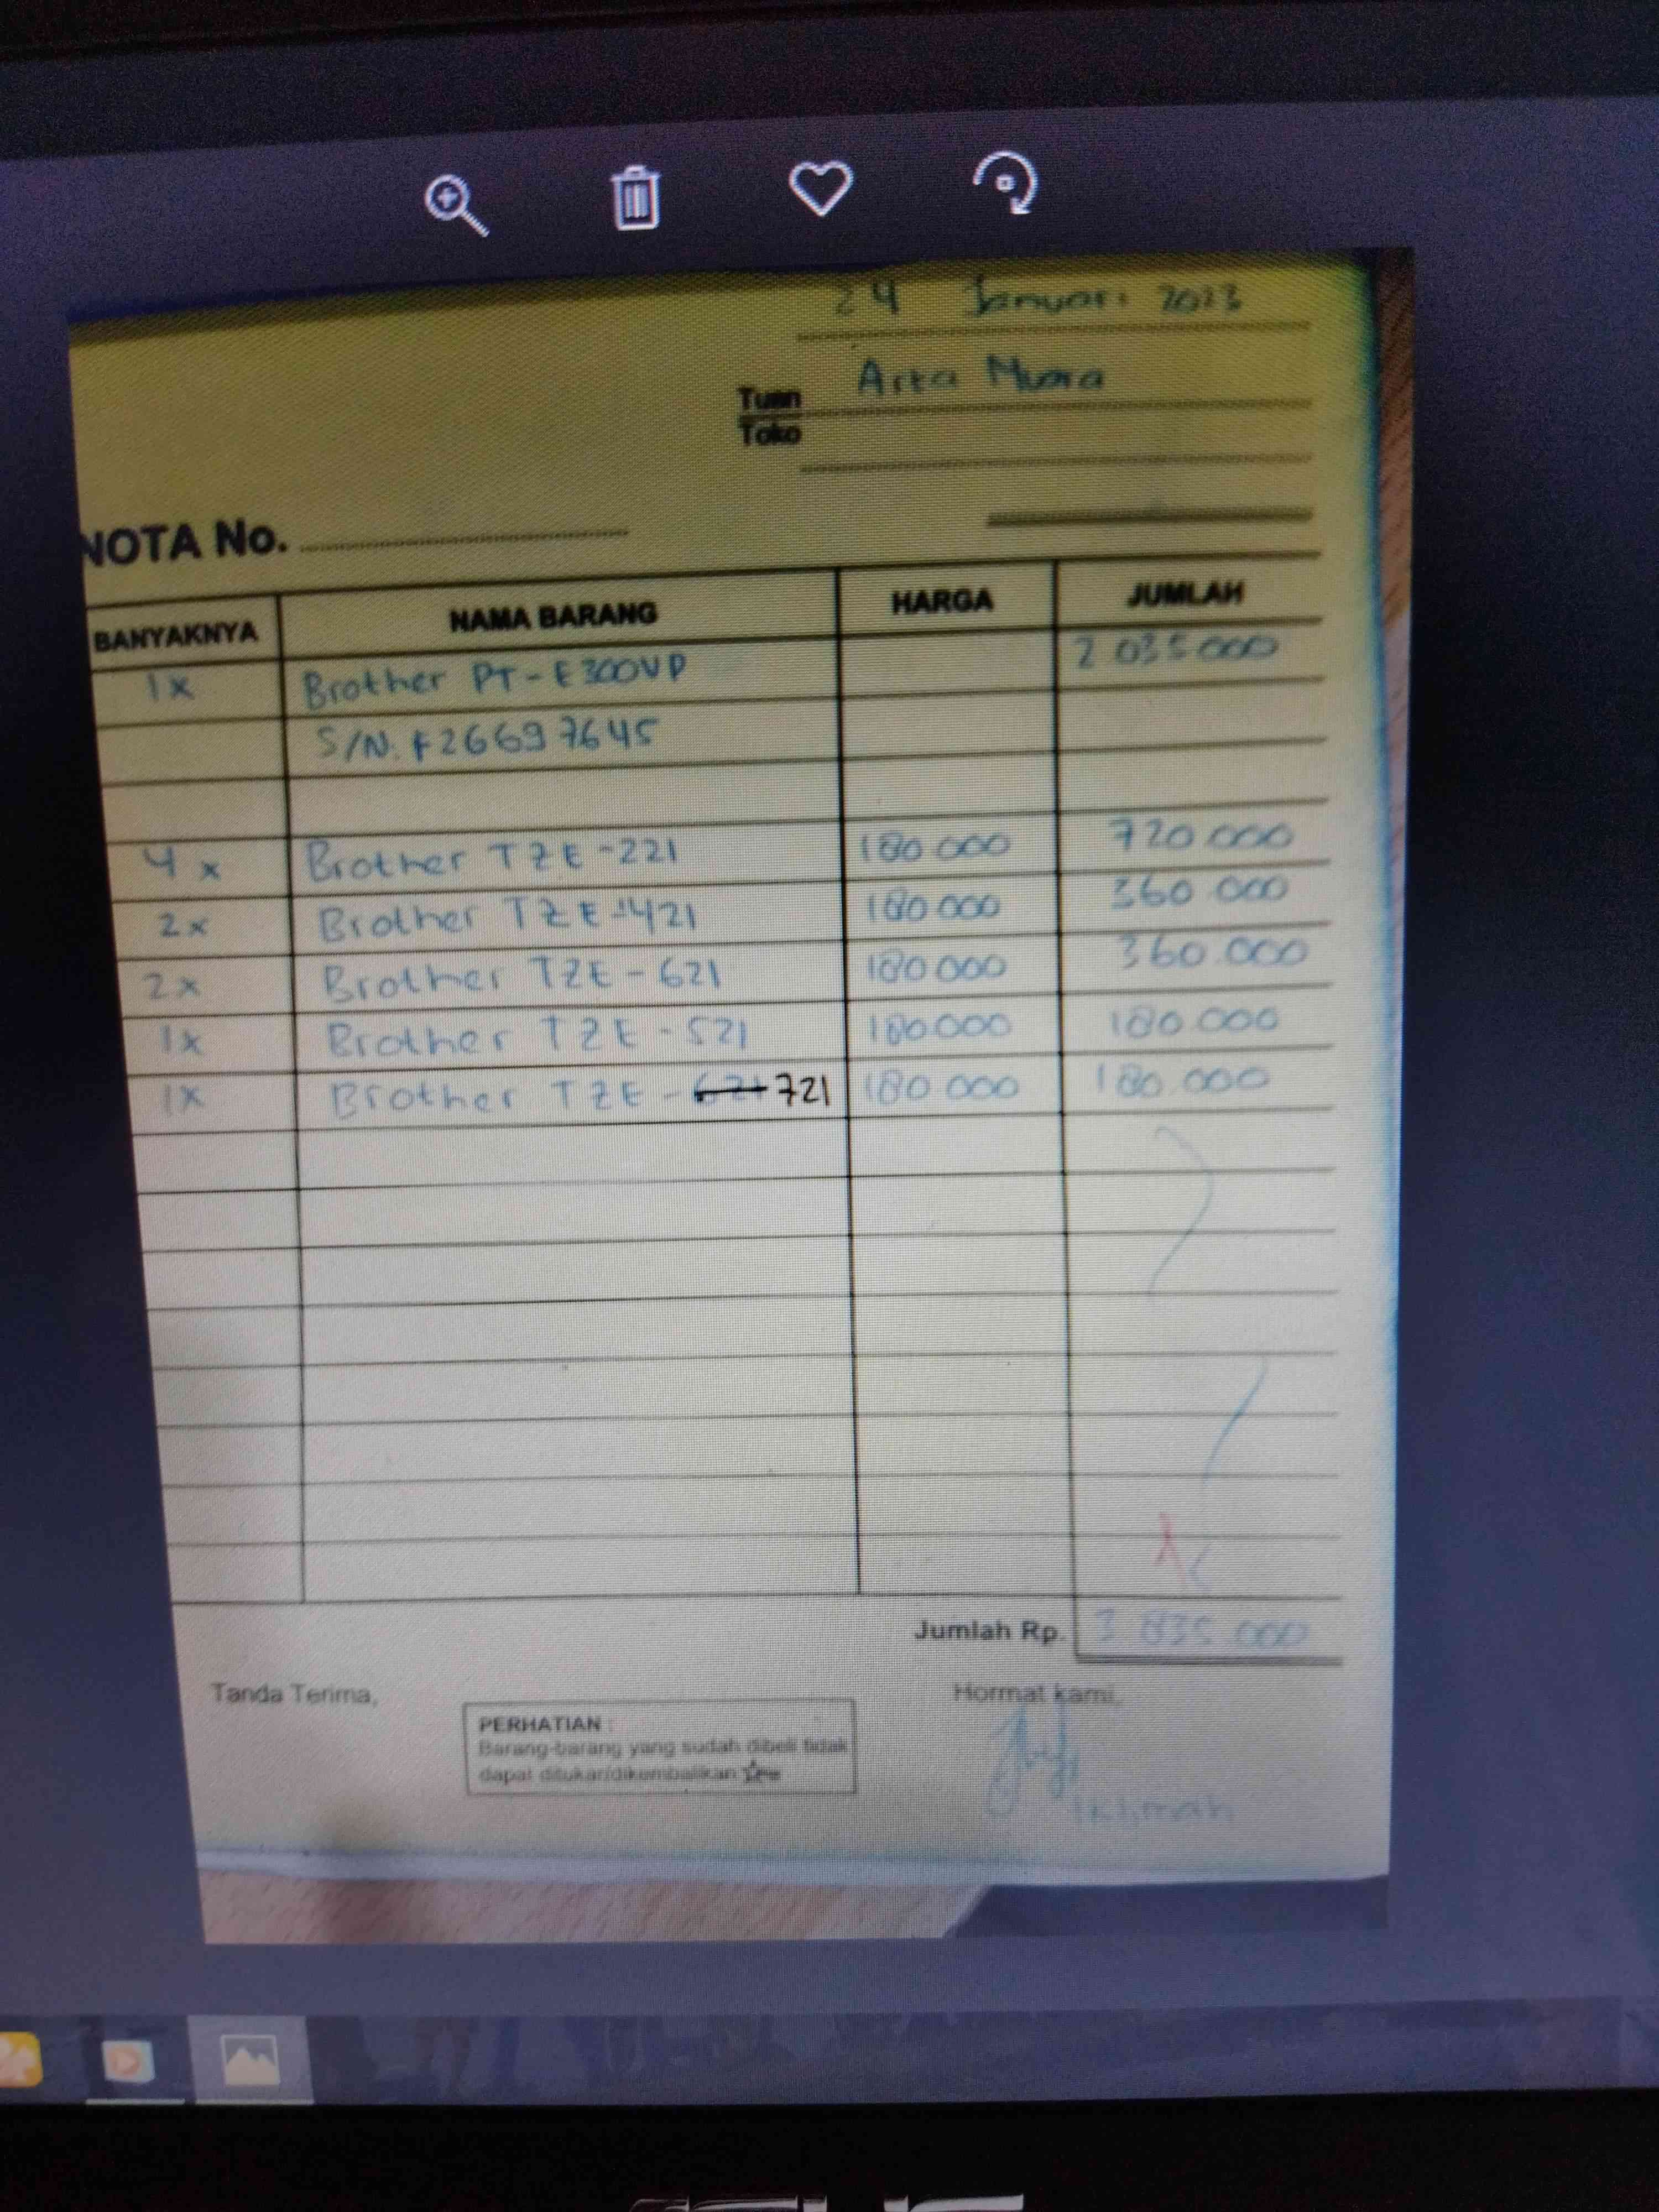 24 Januari 2023
Tuan Arta Muara
Toko
NOTA No.
BANYAKNYA NAMA BARANG HARGA JUMLAH
1x Brother PT-E300VP 2 035 000
S/N. F26697645
4x Brother TZE-221 180 000 720.000
2x Brother TZE-421 180 000 360.000
2x Brother TZE-621 180 000 360.000
1x Brother TZE-521 180.000 180.000
1x Brother TZE-621 721 180 000 180.000
Jumlah Rp. 3 835 000
Tanda Terima, Hormat kami,
PERHATIAN :
Barang-barang yang sudah dibeli tidak
dapat ditukar/dikembalikan